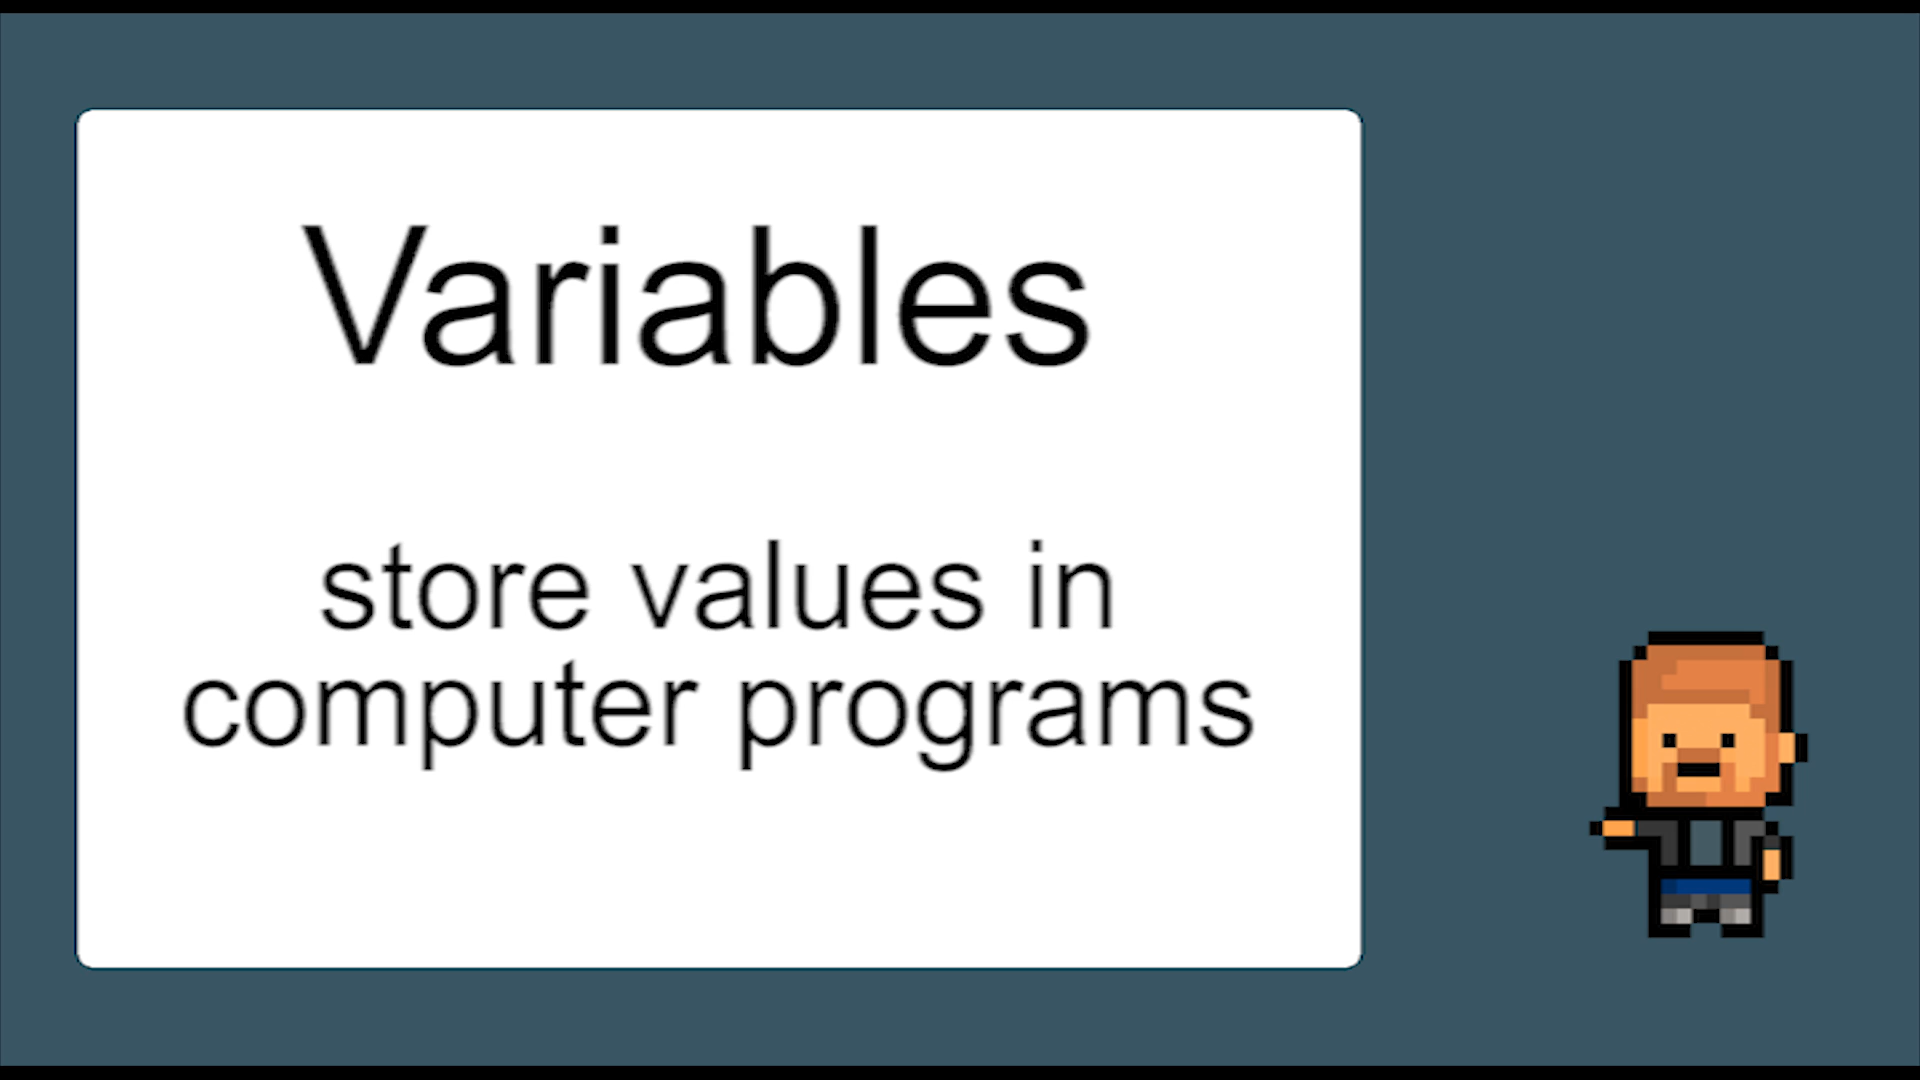 Variables
store values in
computer programs